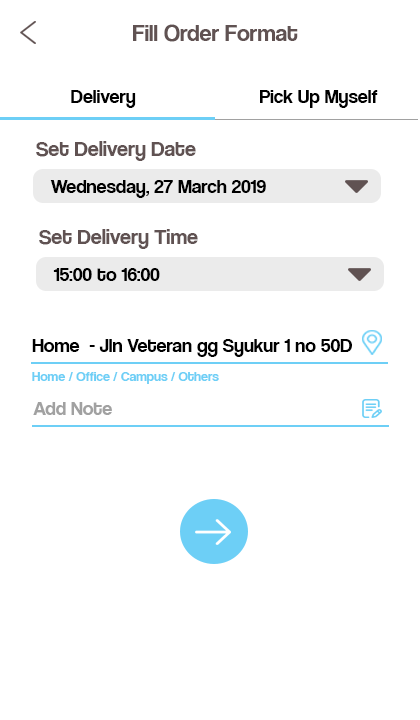 Fill Order Format
Delivery
Pick Up Myself
Set Delivery Date
Wednesday, 27 March 2019
Set Delivery Time
15:00 to 16:00
Home - Jln Veteran gg Syukur 1 no 50D
Home / Office / Campus / Others
Add Note